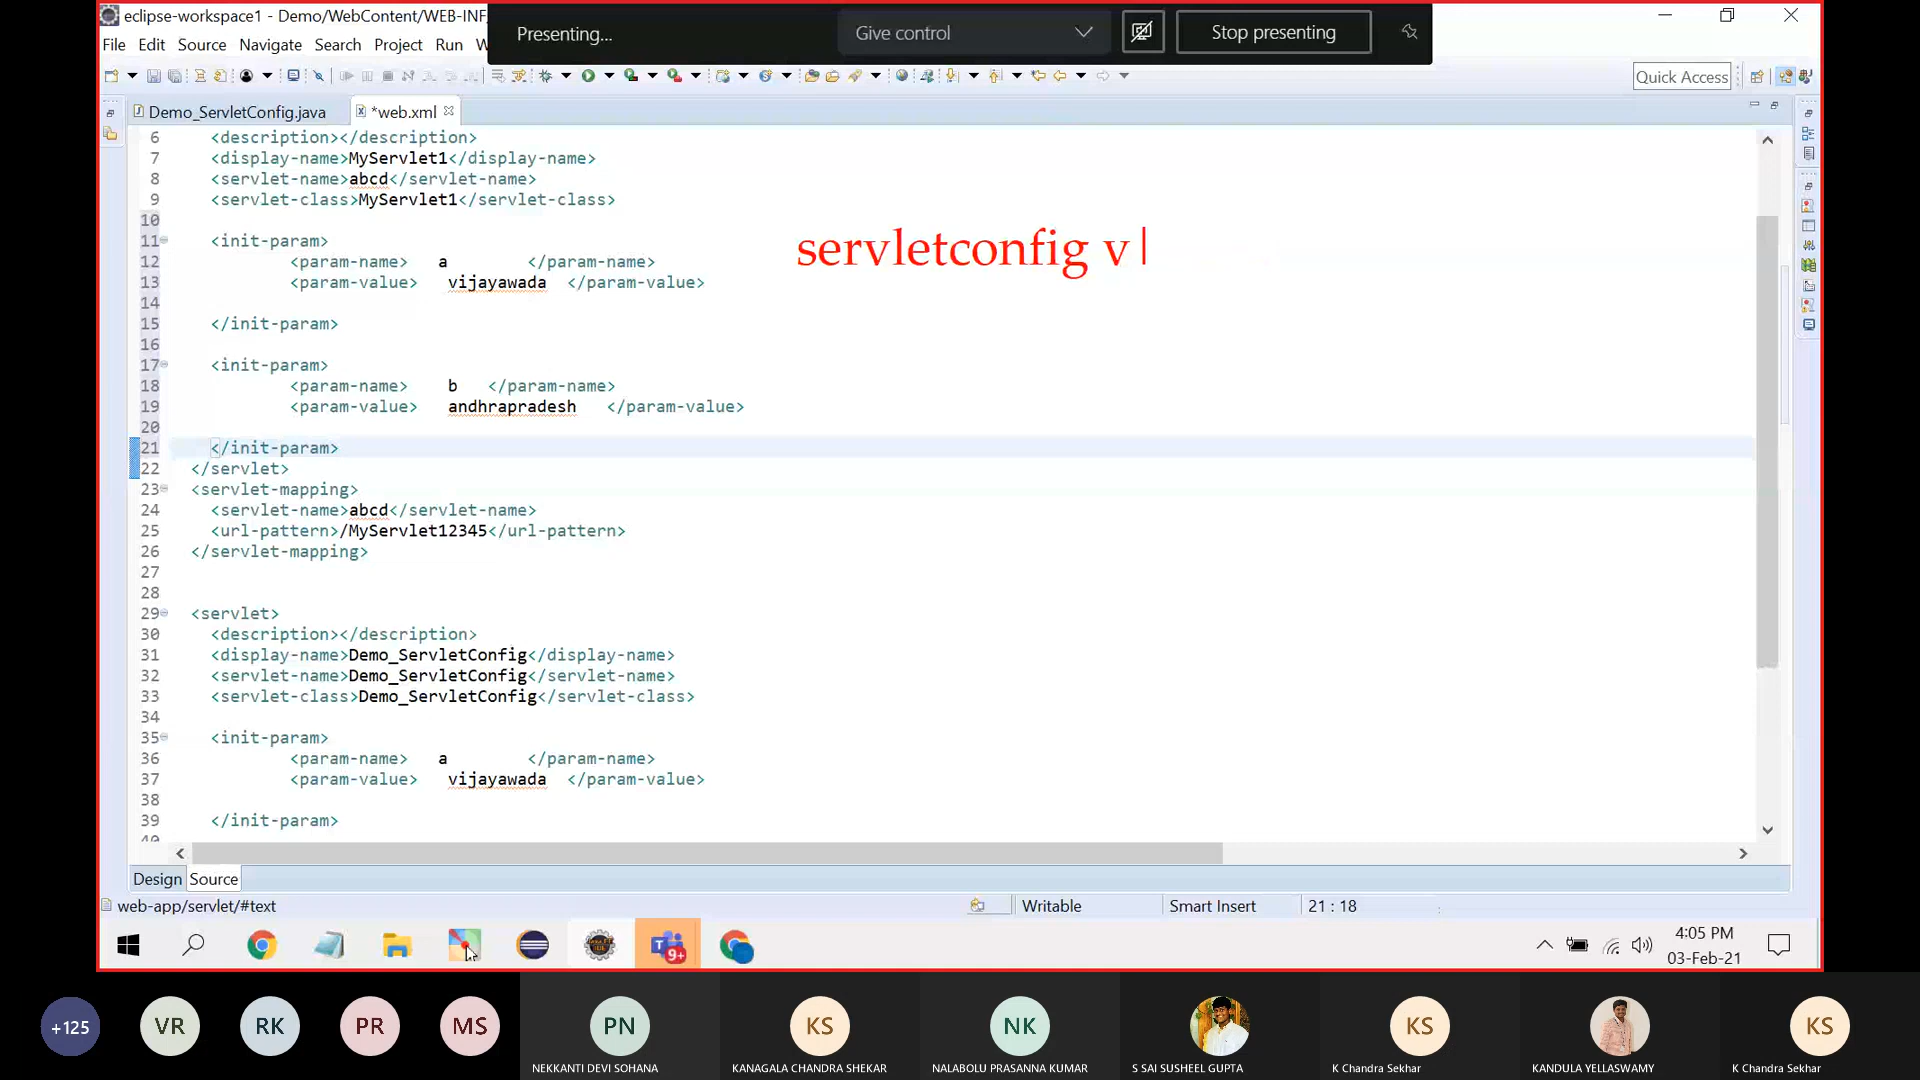 eclipse-workspace1 - Demo/WebContent/WEB-INF
Presenting...
Give control
Stop presenting
File Edit Source Navigate Search Project Run W
Quick Access
Demo_ServletConfig.java
*web.xml
6 <description></description>
7 <display-name>MyServlet1</display-name>
8 <servlet-name>abcd</servlet-name>
9 <servlet-class>MyServlet1</servlet-class>
10
11 <init-param>
12 <param-name> a </param-name>
13 <param-value> vijayawada </param-value>
14
15 </init-param>
16
17 <init-param>
18 <param-name> b </param-name>
19 <param-value> andhrapradesh </param-value>
20
21 </init-param>
22 </servlet>
23 <servlet-mapping>
24 <servlet-name>abcd</servlet-name>
25 <url-pattern>/MyServlet12345</url-pattern>
26 </servlet-mapping>
27
28
29 <servlet>
30 <description></description>
31 <display-name>Demo_ServletConfig</display-name>
32 <servlet-name>Demo_ServletConfig</servlet-name>
33 <servlet-class>Demo_ServletConfig</servlet-class>
34
35 <init-param>
36 <param-name> a </param-name>
37 <param-value> vijayawada </param-value>
38
39 </init-param>
40
servletconfig v
Design Source
web-app/servlet/#text
Writable
Smart Insert
21 : 18
9+
4:05 PM
03-Feb-21
+125
VR
RK
PR
MS
PN
KS
NK
KS
KS
NEKKANTI DEVI SOHANA
KANAGALA CHANDRA SHEKAR
NALABOLU PRASANNA KUMAR
S SAI SUSHEEL GUPTA
K Chandra Sekhar
KANDULA YELLASWAMY
K Chandra Sekhar